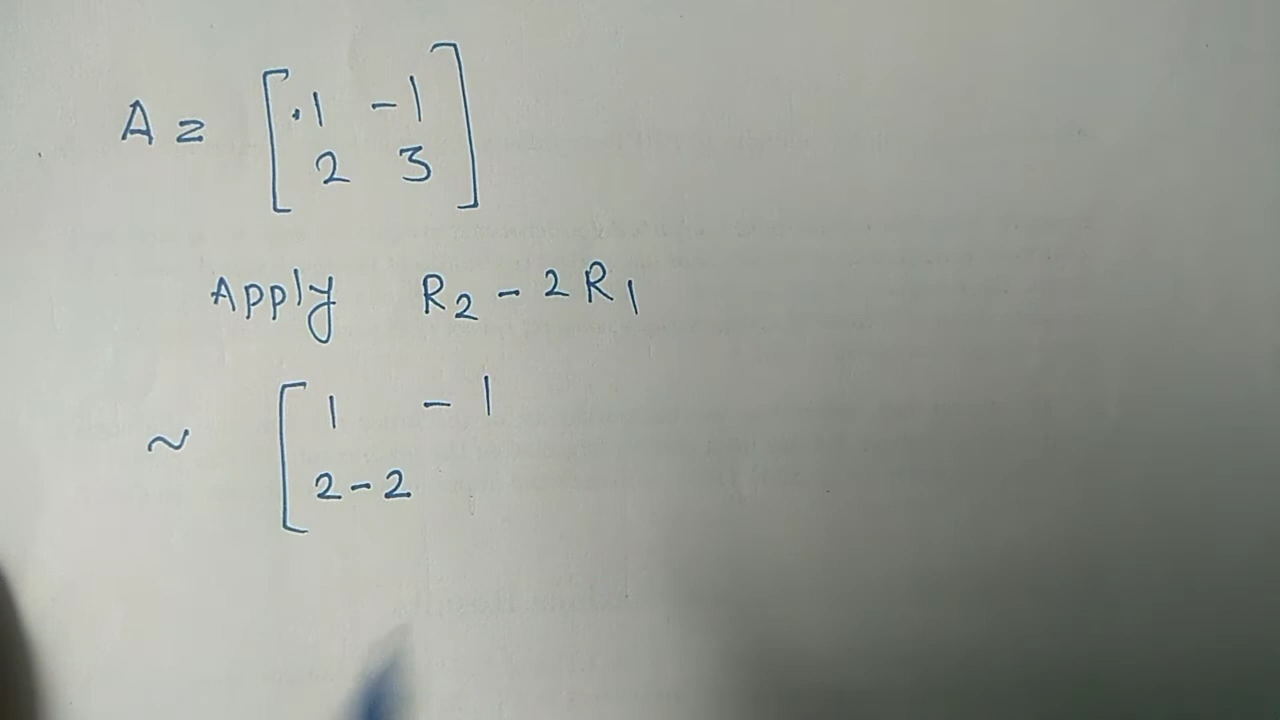 A = [ 1 -1
2 3 ]
Apply R2 - 2R1
~ [ 1 - 1
2-2